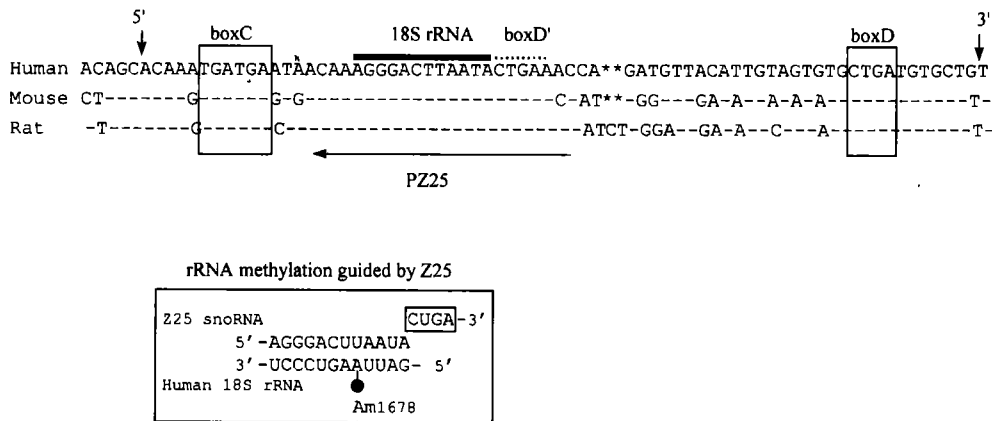 5' boxC 18S rRNA boxD' boxD 3'
Human ACAGCACAAATGATGAATAACAAAGGGACTTAATACTGAAACCA**GATGTTACATTGTAGTGTGCTGATGTGCTGT
Mouse CT------G------G-G--------------------C-AT**-GG---GA-A--A-A-A--------------T-
Rat -T------G------C------------------------ATCT-GGA--GA-A---C--A-------------T-
PZ25
rRNA methylation guided by Z25
Z25 snoRNA CUGA-3'
5'-AGGGACUUAAUA
3'-UCCCUGAAUUAG- 5'
Human 18S rRNA
Am1678